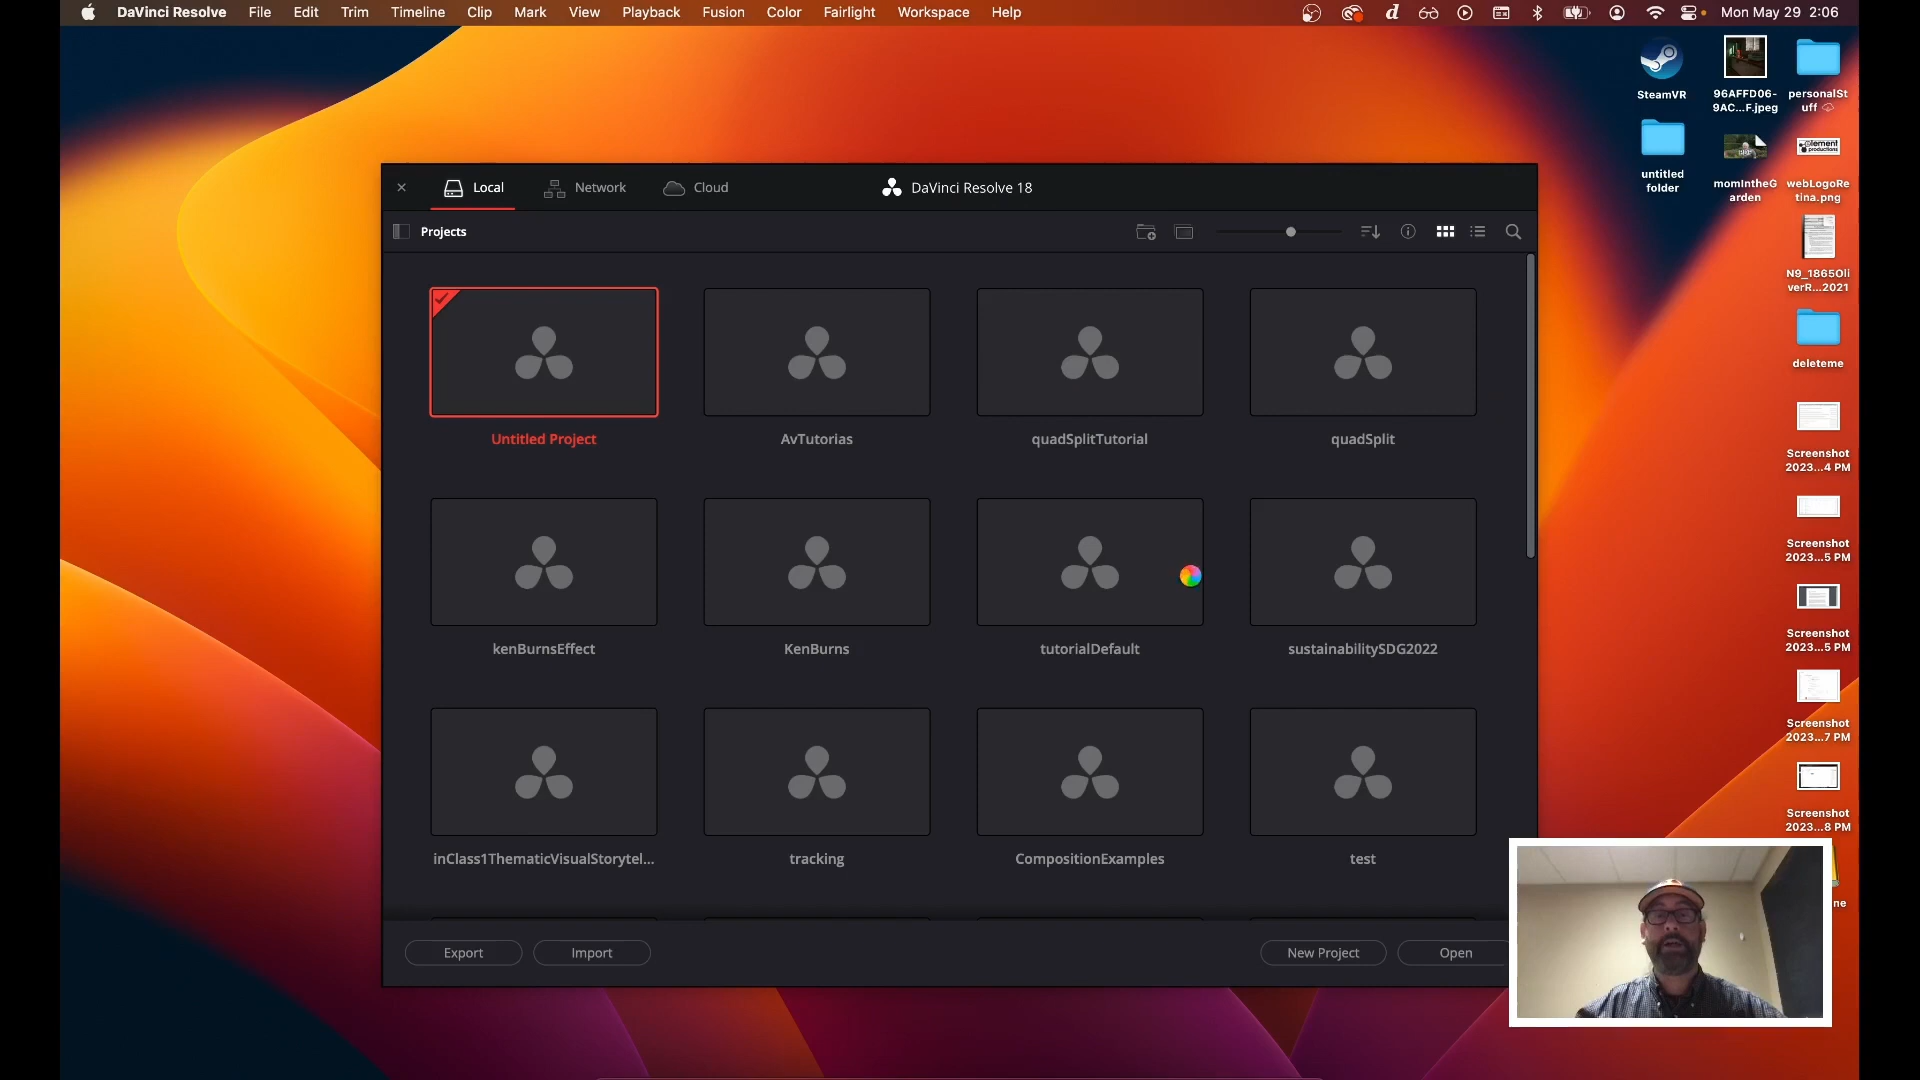 DaVinci Resolve File Edit Trim Timeline Clip Mark View Playback Fusion Color Fairlight Workspace Help
Mon May 29 2:06
SteamVR
96AFFD06-
9AC...F.jpeg
personalSt
uff
untitled
folder
momIntheG
arden
element
productions
webLogoRe
tina.png
N9_1865Oli
verR...2021
deleteme
Screenshot
2023...4 PM
Screenshot
2023...5 PM
Screenshot
2023...5 PM
Screenshot
2023...7 PM
Screenshot
2023...8 PM
ne
Local Network Cloud DaVinci Resolve 18
Projects
Untitled Project AvTutorias quadSplitTutorial quadSplit
kenBurnsEffect KenBurns tutorialDefault sustainabilitySDG2022
inClass1ThematicVisualStorytel... tracking CompositionExamples test
Export Import New Project Open